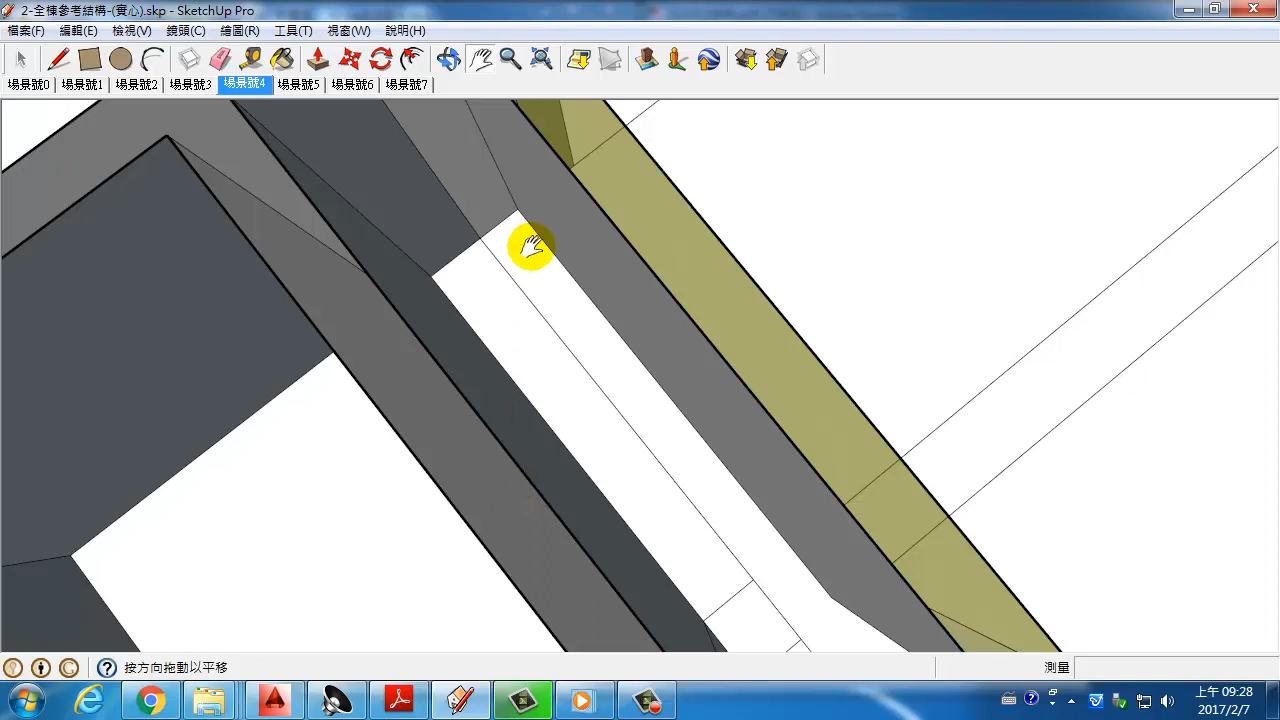 2-全棟參考結構-(實心).skp - SketchUp Pro
檔案(F) 編輯(E) 檢視(V) 鏡頭(C) 繪圖(R) 工具(T) 視窗(W) 說明(H)
場景號0 場景號1 場景號2 場景號3 場景號4 場景號5 場景號6 場景號7
按方向拖動以平移
測量
上午 09:28
2017/2/7